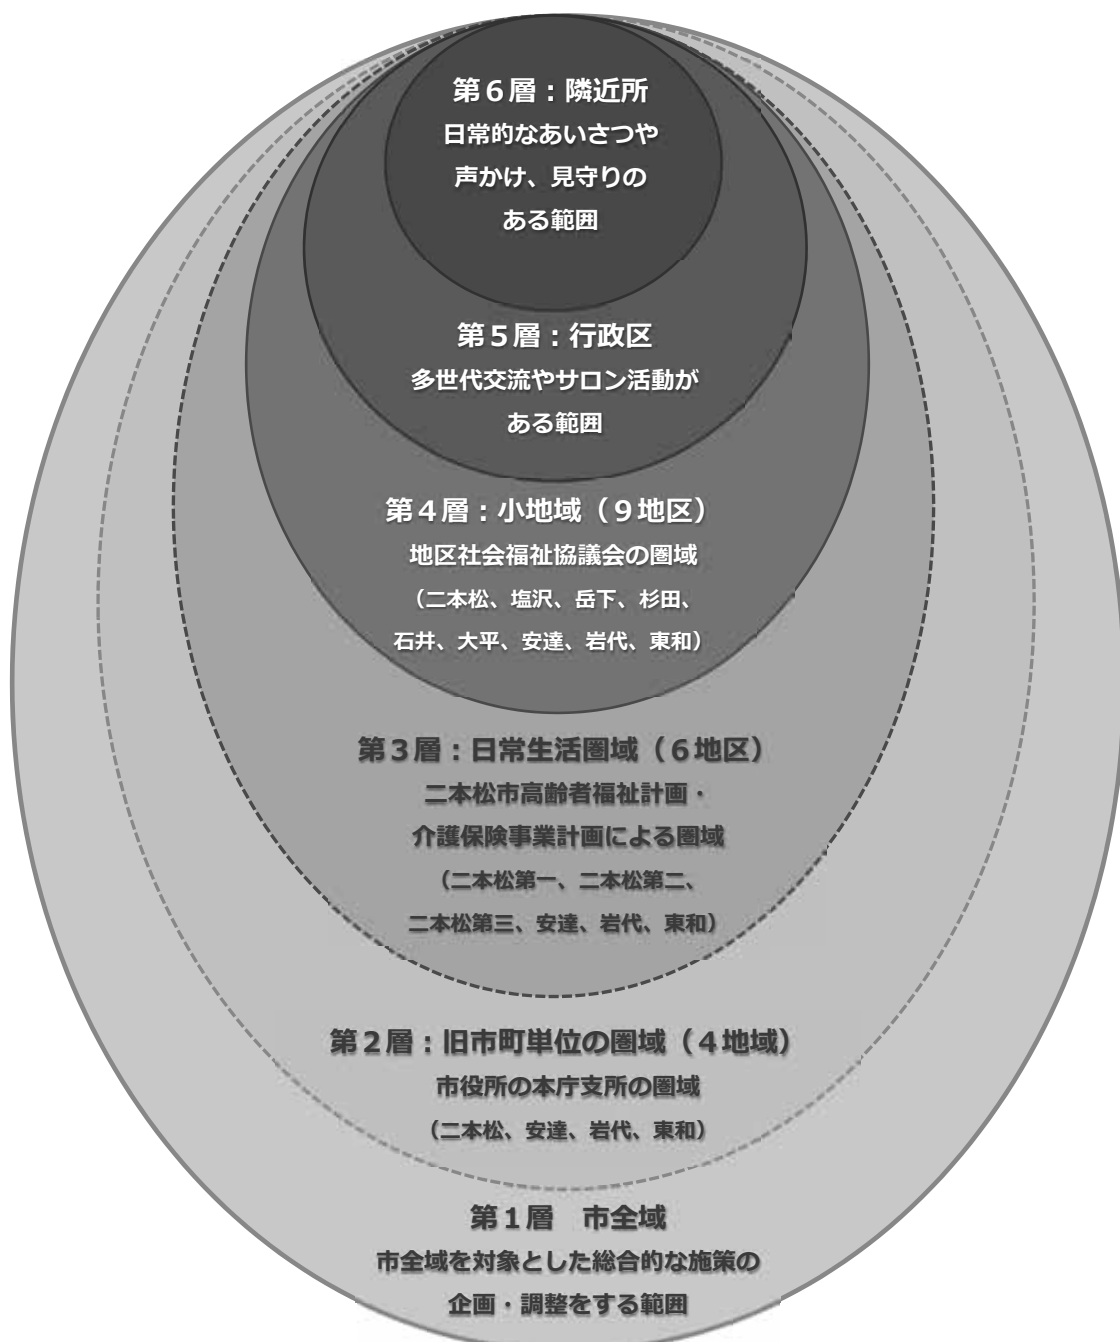 第６層：隣近所
日常的なあいさつや
声かけ、見守りの
ある範囲
第５層：行政区
多世代交流やサロン活動が
ある範囲
第４層：小地域（９地区）
地区社会福祉協議会の圏域
（二本松、塩沢、岳下、杉田、
石井、大平、安達、岩代、東和）
第３層：日常生活圏域（６地区）
二本松市高齢者福祉計画・
介護保険事業計画による圏域
（二本松第一、二本松第二、
二本松第三、安達、岩代、東和）
第２層：旧市町単位の圏域（４地域）
市役所の本庁支所の圏域
（二本松、安達、岩代、東和）
第１層　市全域
市全域を対象とした総合的な施策の
企画・調整をする範囲